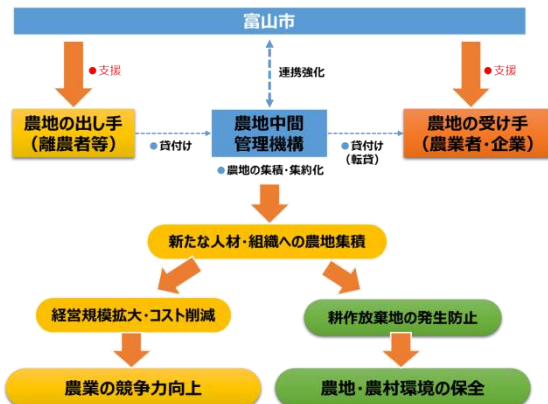 富山市
●支援
連携強化
●支援
農地の出し手
（離農者等）
●貸付け
農地中間
管理機構
●貸付け
（転貸）
農地の受け手
（農業者・企業）
●農地の集積・集約化
新たな人材・組織への農地集積
経営規模拡大・コスト削減
耕作放棄地の発生防止
農業の競争力向上
農地・農村環境の保全